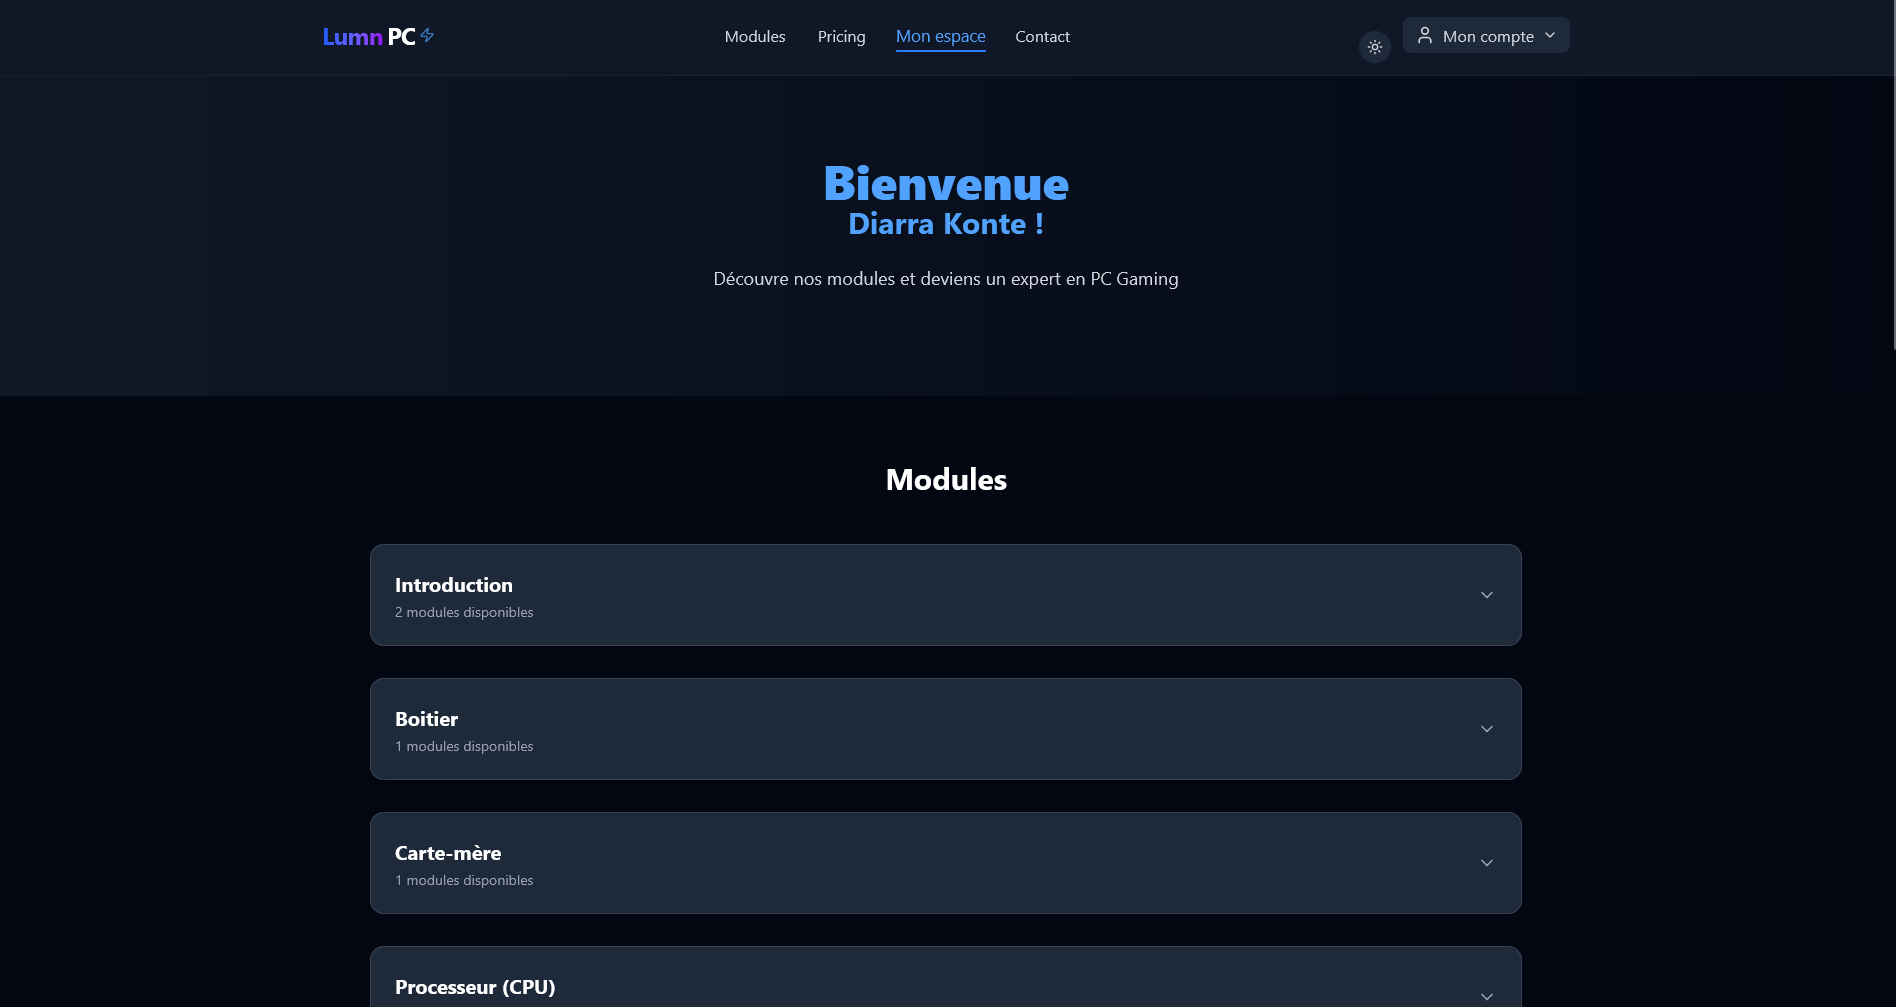 Lumn PC
Modules Pricing Mon espace Contact
Mon compte
Bienvenue
Diarra Konte !
Découvre nos modules et deviens un expert en PC Gaming
Modules
Introduction
2 modules disponibles
Boitier
1 modules disponibles
Carte-mère
1 modules disponibles
Processeur (CPU)